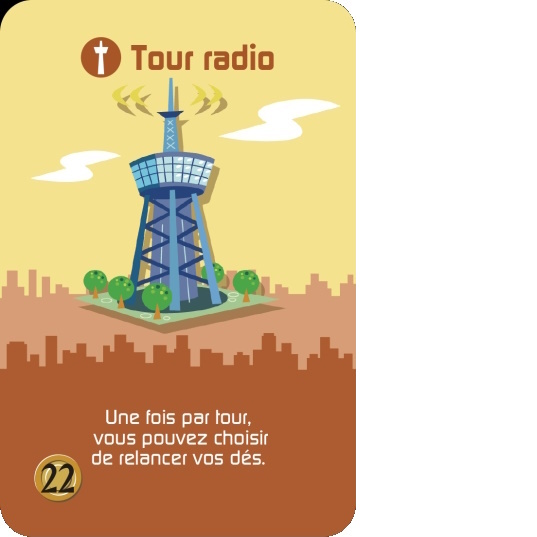 Tour radio
Une fois par tour,
vous pouvez choisir
de relancer vos dés.
22